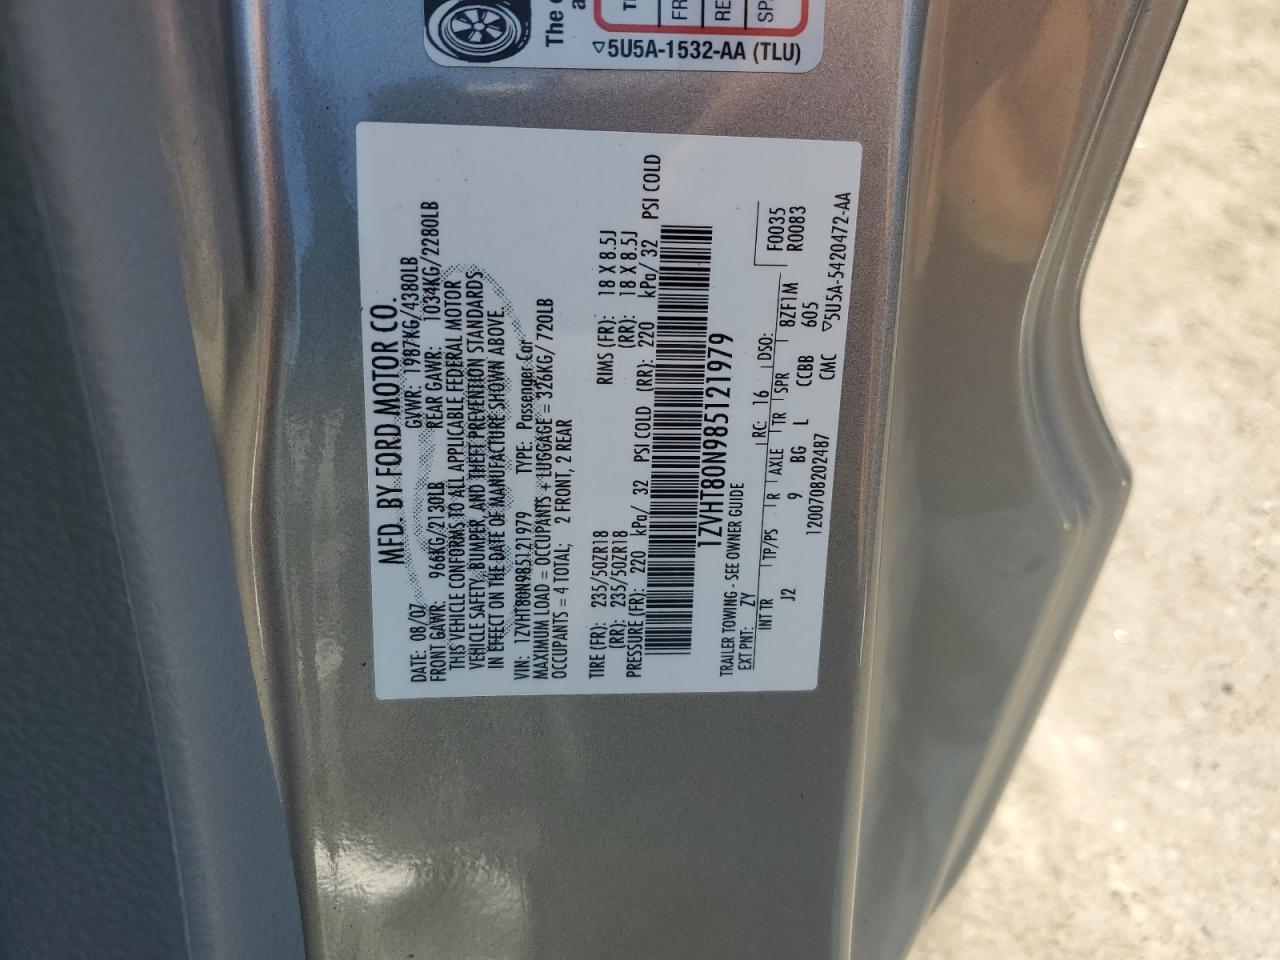 The
a
T
FR
RE
SP
▽5U5A-1532-AA (TLU)
MFD. BY FORD MOTOR CO.
DATE: 08/07 GVWR: 1987KG/4380LB
FRONT GAWR: 966KG/2130LB REAR GAWR: 1034KG/2280LB
THIS VEHICLE CONFORMS TO ALL APPLICABLE FEDERAL MOTOR
VEHICLE SAFETY, BUMPER, AND THEFT PREVENTION STANDARDS
IN EFFECT ON THE DATE OF MANUFACTURE SHOWN ABOVE.
VIN: 1ZVHT80N985121979 TYPE: Passenger Car
MAXIMUM LOAD = OCCUPANTS + LUGGAGE = 326KG/ 720LB
OCCUPANTS = 4 TOTAL; 2 FRONT, 2 REAR
TIRE (FR): 235/50ZR18 RIMS (FR): 18 X 8.5J
(RR): 235/50ZR18 (RR): 18 X 8.5J
PRESSURE (FR): 220 kPa/ 32 PSI COLD (RR): 220 kPa/ 32 PSI COLD
1ZVHT80N985121979
TRAILER TOWING - SEE OWNER GUIDE
EXT PNT: ZY RC: 16 DSO: F0035
INT TR TP/PS R AXLE TR SPR 8ZF1M R0083
J2 9 BG L CCBB 605
1200708202487 CMC ▽5U5A-5420472-AA